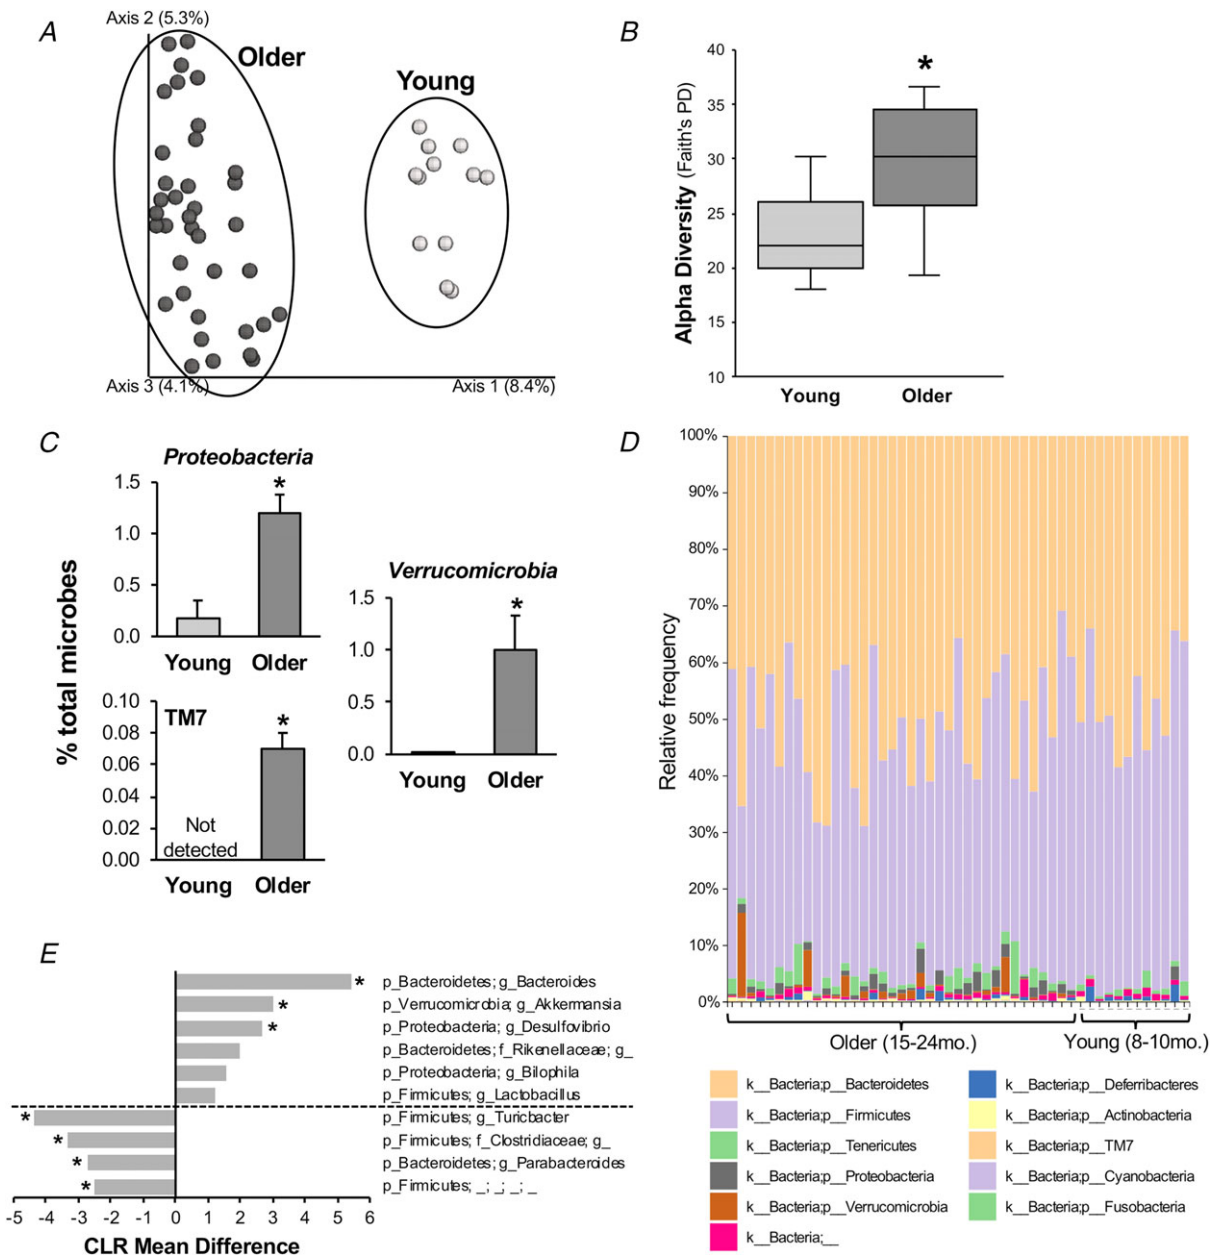 A
Axis 2 (5.3%)
Older
Young
Axis 3 (4.1%)
Axis 1 (8.4%)
B
Alpha Diversity (Faith's PD)
40
35
30
25
20
15
10
*
Young
Older
C
% total microbes
Proteobacteria
1.5
1.0
0.5
0.0
*
Young
Older
Verrucomicrobia
1.5
1.0
0.5
0.0
*
Young
Older
TM7
0.10
0.08
0.06
0.04
0.02
0.00
*
Not
detected
Young
Older
D
Relative frequency
100%
90%
80%
70%
60%
50%
40%
30%
20%
10%
0%
Older (15-24mo.)
Young (8-10mo.)
k__Bacteria;p__Bacteroidetes
k__Bacteria;p__Firmicutes
k__Bacteria;p__Tenericutes
k__Bacteria;p__Proteobacteria
k__Bacteria;p__Verrucomicrobia
k__Bacteria;__
k__Bacteria;p__Deferribacteres
k__Bacteria;p__Actinobacteria
k__Bacteria;p__TM7
k__Bacteria;p__Cyanobacteria
k__Bacteria;p__Fusobacteria
E
* p_Bacteroidetes; g_Bacteroides
* p_Verrucomicrobia; g_Akkermansia
* p_Proteobacteria; g_Desulfovibrio
p_Bacteroidetes; f_Rikenellaceae; g_
p_Proteobacteria; g_Bilophila
p_Firmicutes; g_Lactobacillus
* p_Firmicutes; g_Turicbacter
* p_Firmicutes; f_Clostridiaceae; g_
* p_Bacteroidetes; g_Parabacteroides
* p_Firmicutes; _; _; _; _
-5 -4 -3 -2 -1 0 1 2 3 4 5 6
CLR Mean Difference